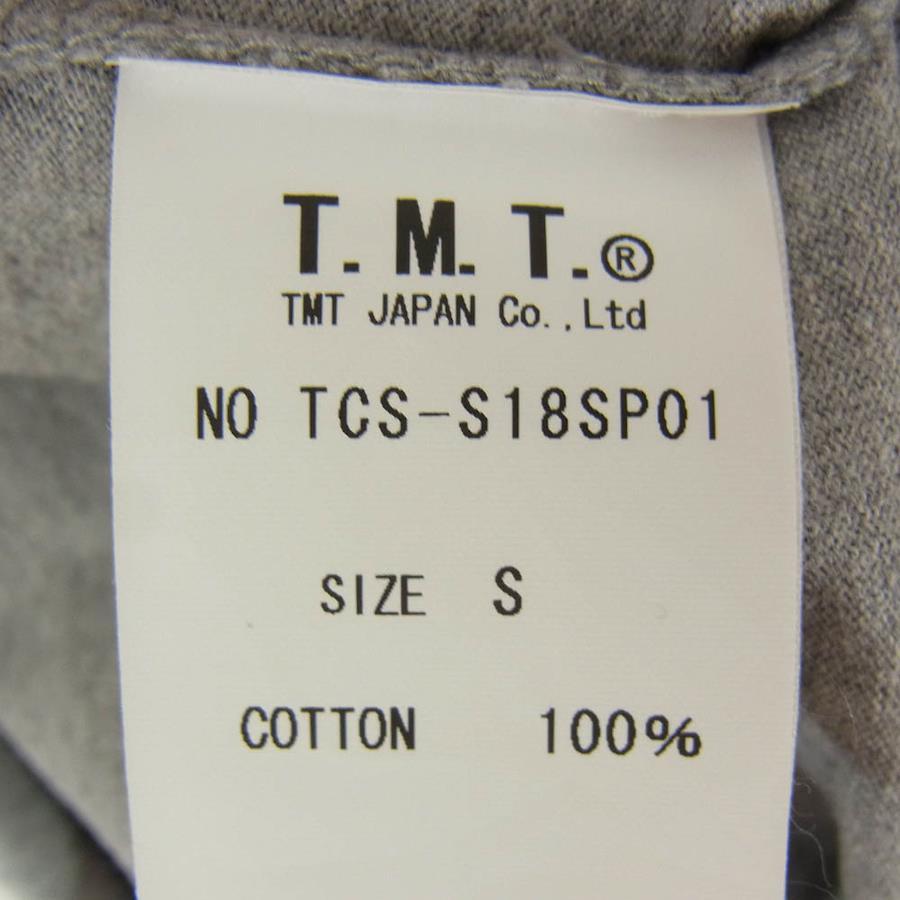 T.M.T.®
TMT JAPAN Co.,Ltd
NO TCS-S18SP01
SIZE S
COTTON 100%